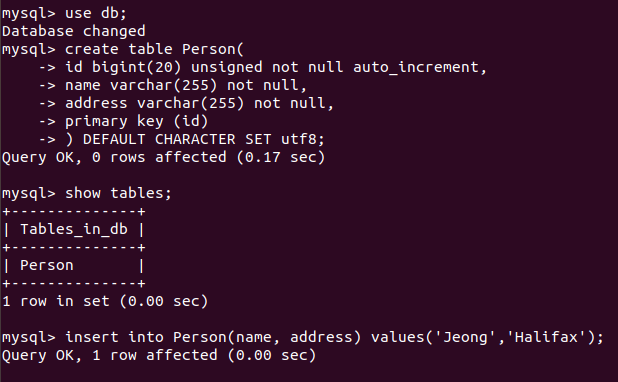 mysql> use db;
Database changed
mysql> create table Person(
    -> id bigint(20) unsigned not null auto_increment,
    -> name varchar(255) not null,
    -> address varchar(255) not null,
    -> primary key (id)
    -> ) DEFAULT CHARACTER SET utf8;
Query OK, 0 rows affected (0.17 sec)

mysql> show tables;
+--------------+
| Tables_in_db |
+--------------+
| Person       |
+--------------+
1 row in set (0.00 sec)

mysql> insert into Person(name, address) values('Jeong','Halifax');
Query OK, 1 row affected (0.00 sec)